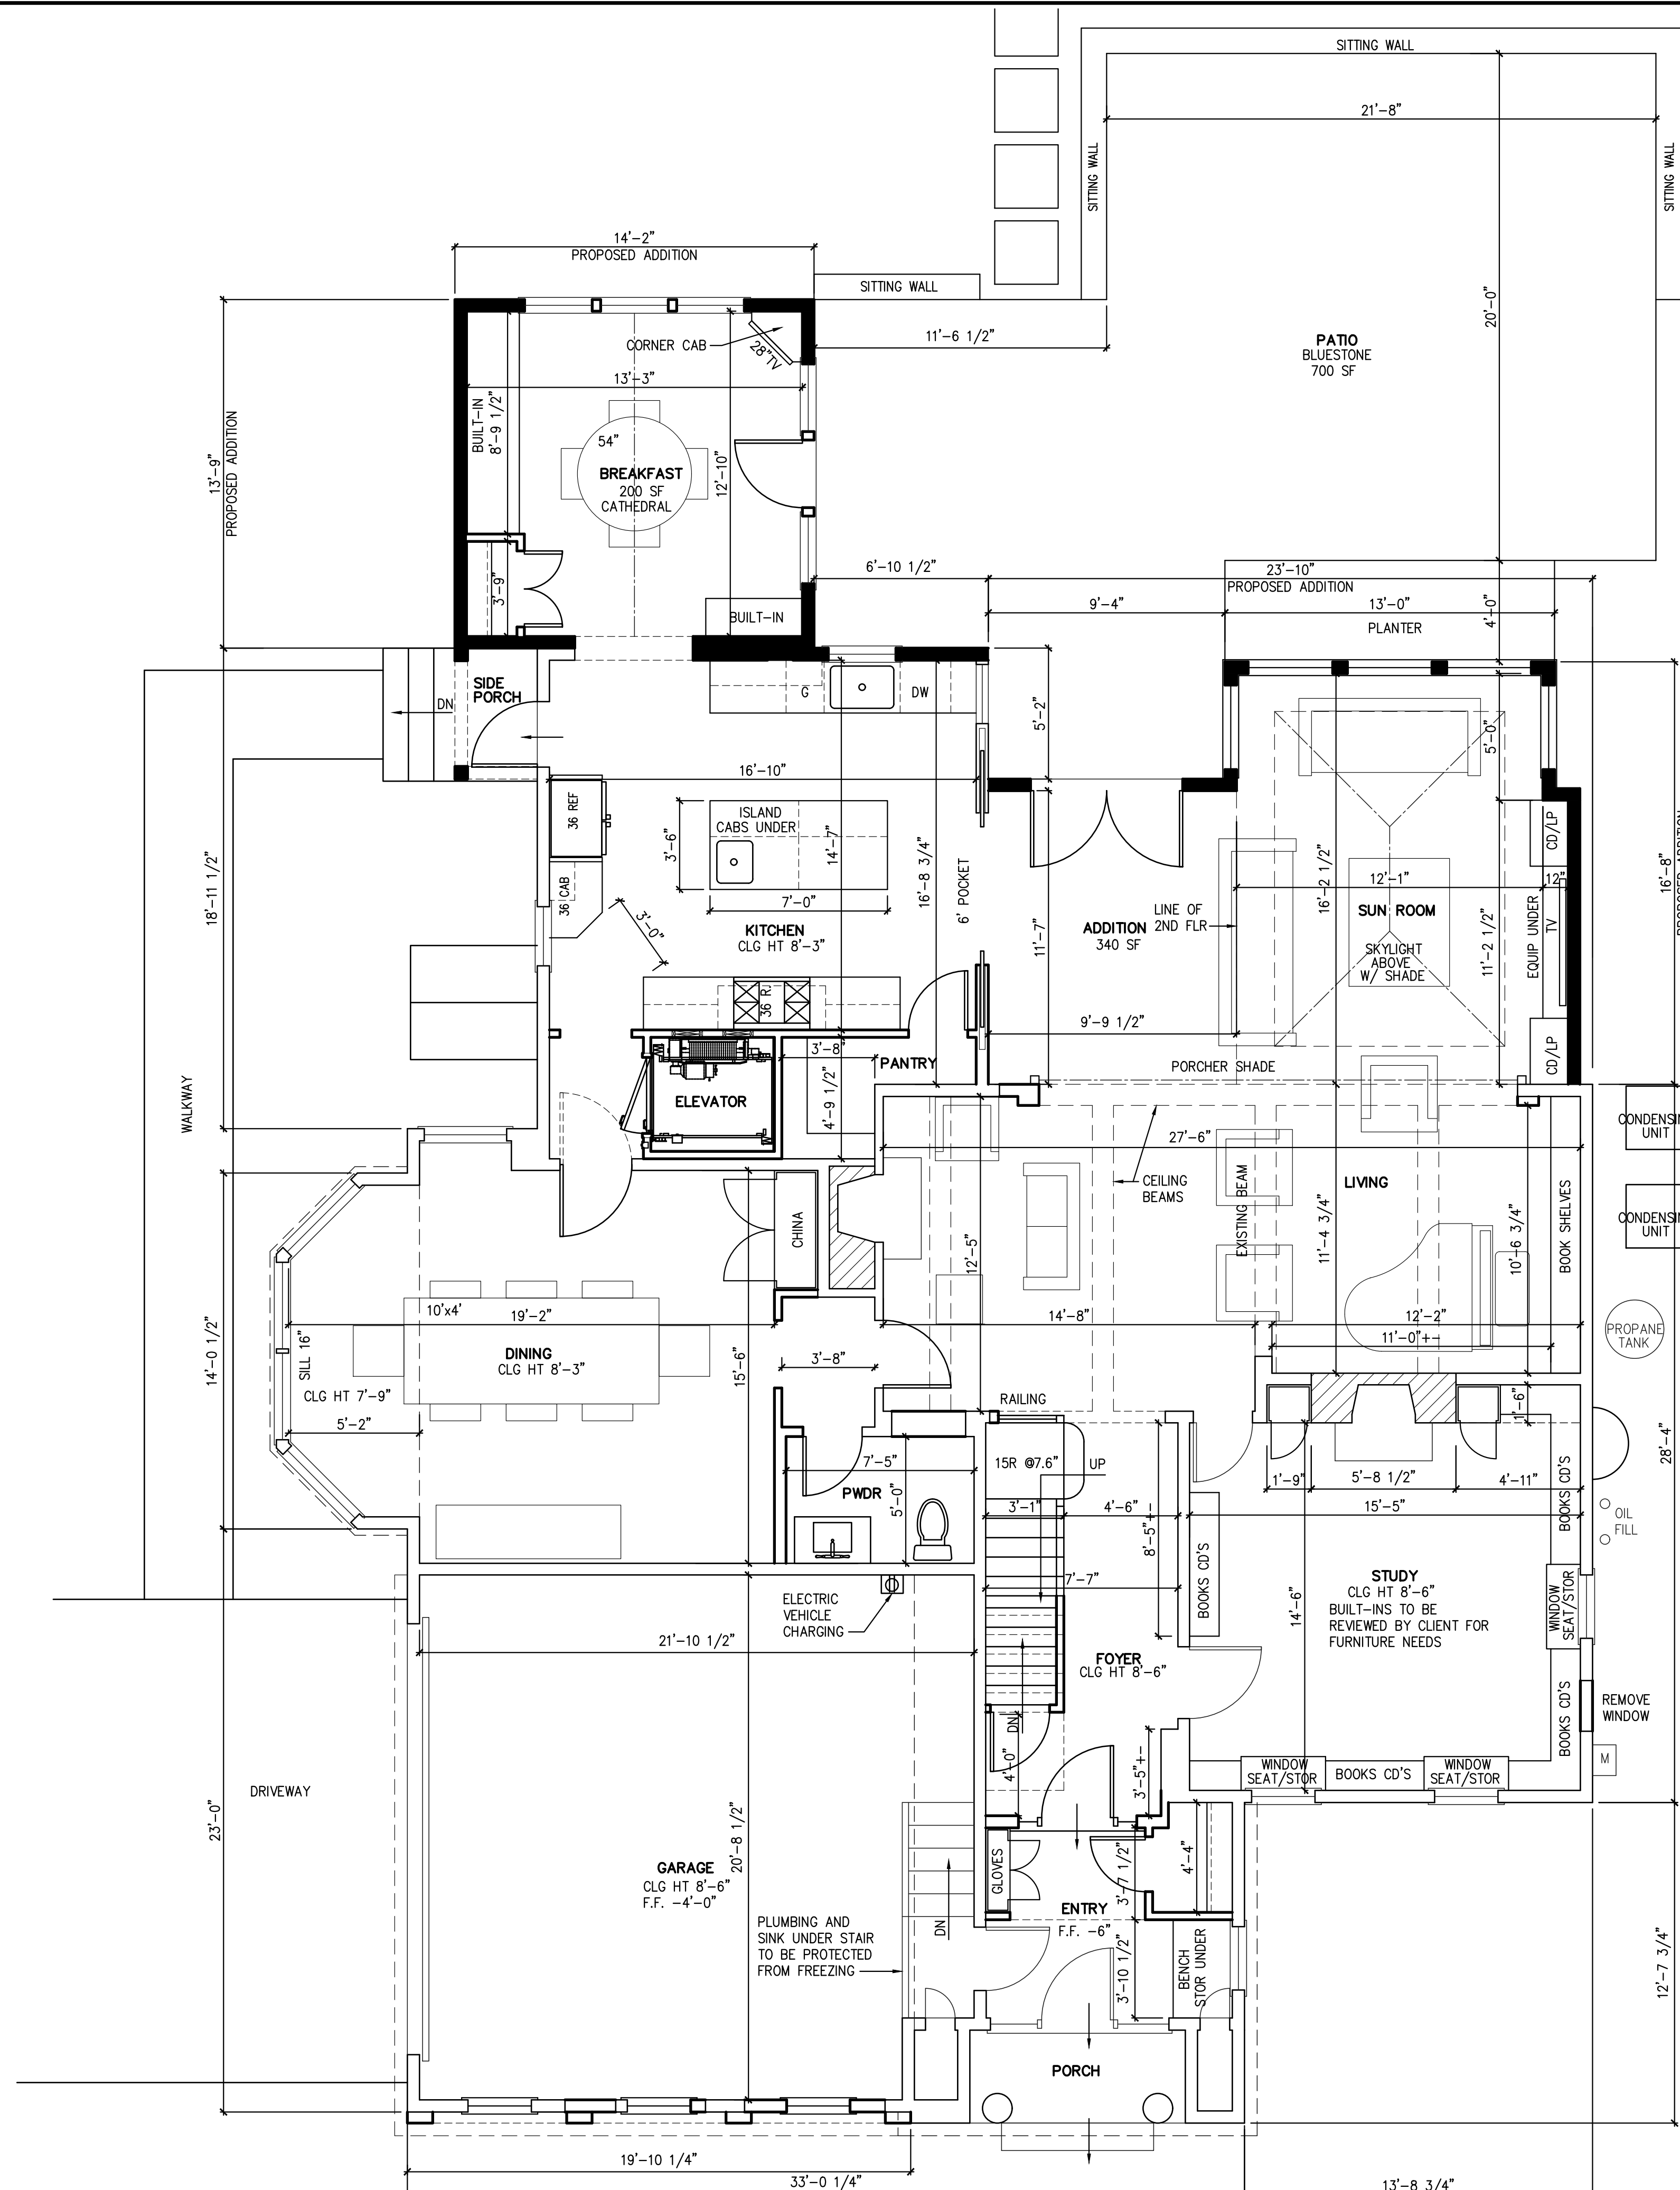 SITTING WALL
21'-8"
SITTING WALL
SITTING WALL
20'-0"
14'-2"
PROPOSED ADDITION
SITTING WALL
11'-6 1/2"
PATIO
BLUESTONE
700 SF
CORNER CAB
28"TV
13'-3"
BUILT-IN
8'-9 1/2"
54"
BREAKFAST
200 SF
CATHEDRAL
12'-10"
13'-9"
PROPOSED ADDITION
3'-9"
BUILT-IN
6'-10 1/2"
23'-10"
PROPOSED ADDITION
9'-4"
13'-0"
4'-0"
PLANTER
SIDE
PORCH
DN
G
DW
5'-2"
5'-0"
16'-10"
36 REF
ISLAND
CABS UNDER
3'-6"
14'-7"
7'-0"
16'-8 3/4"
6' POCKET
36 CAB
3'-0"
KITCHEN
CLG HT 8'-3"
18'-11 1/2"
11'-7"
ADDITION
340 SF
LINE OF
2ND FLR
16'-2 1/2"
12'-1"
12"
SUN ROOM
SKYLIGHT
ABOVE
W/ SHADE
11'-2 1/2"
EQUIP UNDER
TV
CD/LP
CD/LP
16'-8"
36 R.
9'-9 1/2"
3'-8
PANTRY
PORCHER SHADE
ELEVATOR
4'-9 1/2"
WALKWAY
27'-6"
CEILING
BEAMS
EXISTING BEAM
LIVING
11'-4 3/4"
10'-6 3/4"
BOOK SHELVES
UNIT
UNIT
CHINA
12'-5"
14'-0 1/2"
10'x4'
19'-2"
SILL 16"
DINING
CLG HT 8'-3"
CLG HT 7'-9"
5'-2"
15'-6"
3'-8"
14'-8"
12'-2"
11'-0"+-
PROPANE
TANK
RAILING
1'-6"
28'-4"
15R @7.6"
UP
7'-5"
PWDR
5'-0"
3'-1"
4'-6"
8'-5"+-
1'-9"
5'-8 1/2"
4'-11"
15'-5"
BOOKS CD'S
OIL
FILL
7'-7"
BOOKS CD'S
14'-6"
STUDY
CLG HT 8'-6"
BUILT-INS TO BE
REVIEWED BY CLIENT FOR
FURNITURE NEEDS
WINDOW
SEAT/STOR
ELECTRIC
VEHICLE
CHARGING
21'-10 1/2"
FOYER
CLG HT 8'-6"
BOOKS CD'S
REMOVE
WINDOW
M
DN
4'-0"
3'-5"+-
WINDOW
SEAT/STOR
BOOKS CD'S
WINDOW
SEAT/STOR
DRIVEWAY
23'-0"
20'-8 1/2"
GARAGE
CLG HT 8'-6"
F.F. -4'-0"
GLOVES
3'-7 1/2"
4'-4"
ENTRY
F.F. -6"
PLUMBING AND
SINK UNDER STAIR
TO BE PROTECTED
FROM FREEZING
DN
3'-10 1/2"
BENCH
STOR UNDER
12'-7 3/4"
PORCH
19'-10 1/4"
33'-0 1/4"
13'-8 3/4"